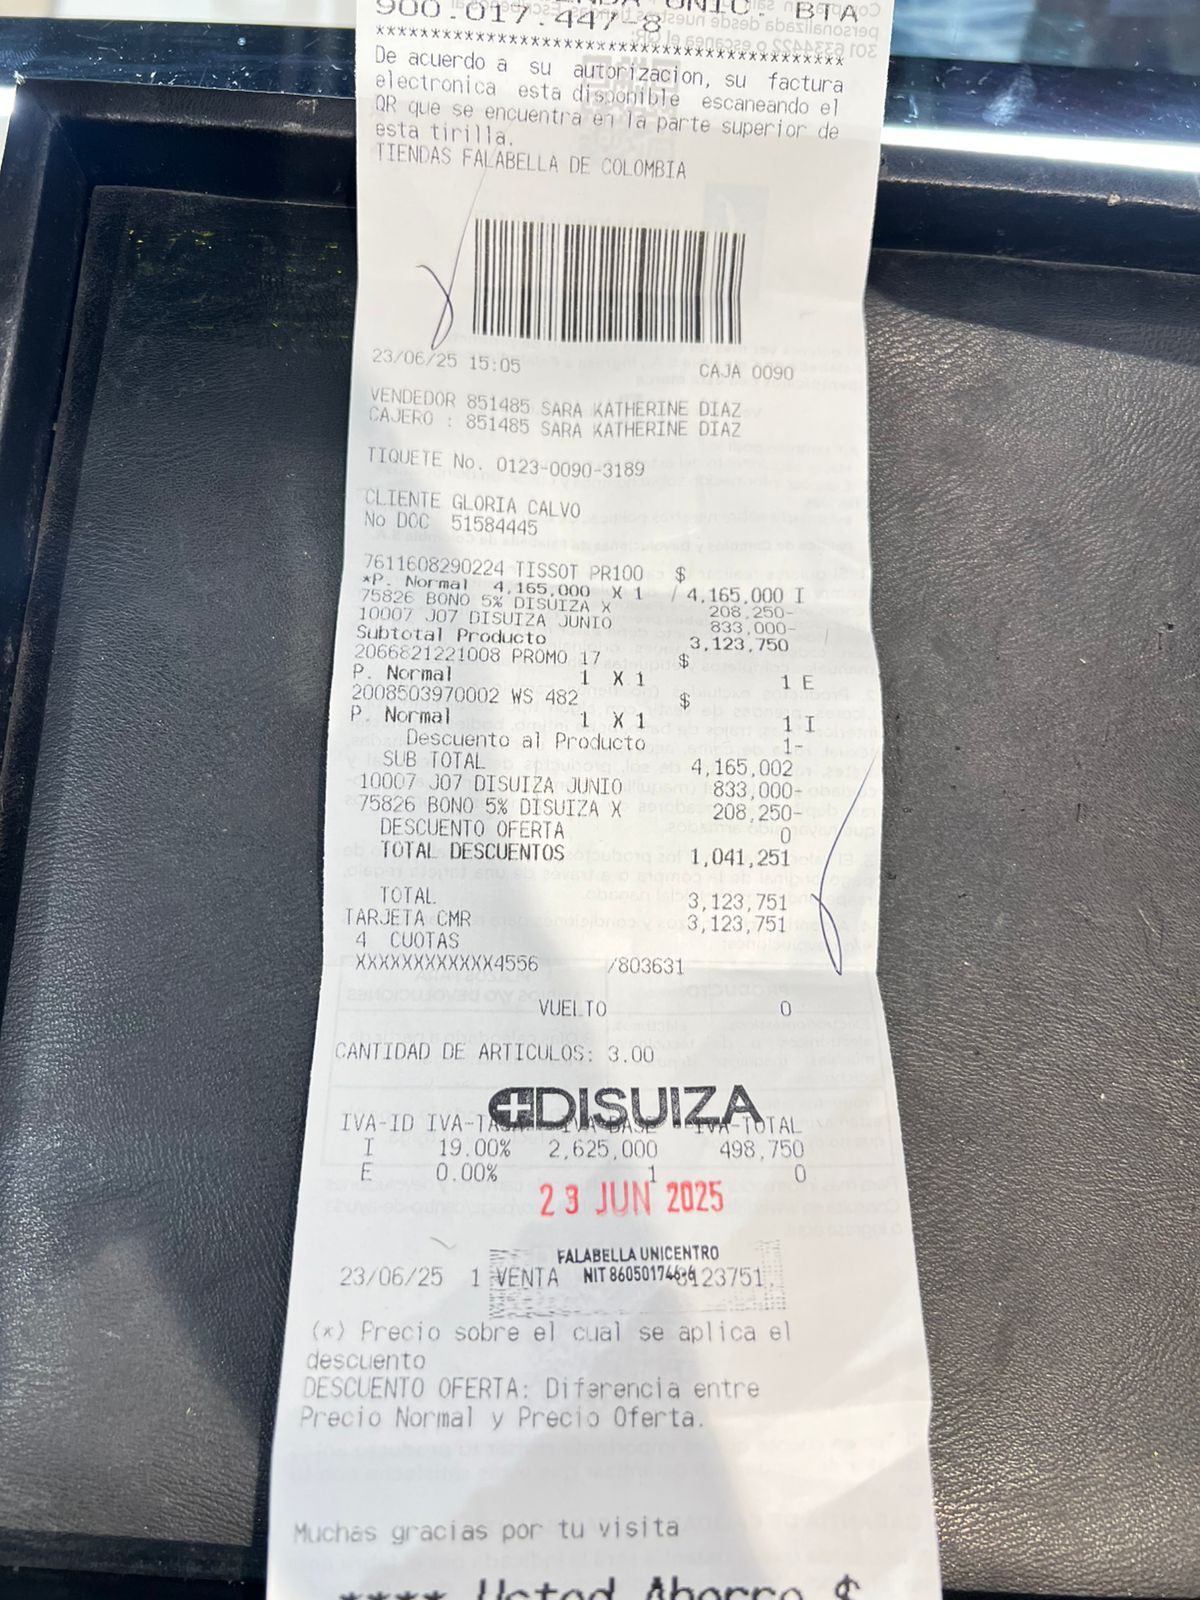 UNIC. BTA
900.017.447-8
******************************************
De acuerdo a su autorizacion, su factura
electronica esta disponible escaneando el
QR que se encuentra en la parte superior de
esta tirilla.
TIENDAS FALABELLA DE COLOMBIA
23/06/25 15:05 CAJA 0090
VENDEDOR 851485 SARA KATHERINE DIAZ
CAJERO : 851485 SARA KATHERINE DIAZ
TIQUETE No. 0123-0090-3189
CLIENTE GLORIA CALVO
No DOC 51584445
7611608290224 TISSOT PR100 $
*P. Normal 4,165,000 X 1 / 4,165,000 I
75826 BONO 5% DISUIZA X 208,250-
10007 J07 DISUIZA JUNIO 833,000-
Subtotal Producto 3,123,750
2066821221008 PROMO 17 $
P. Normal 1 X 1 1 E
2008503970002 WS 482 $
P. Normal 1 X 1 1 I
Descuento al Producto 1-
SUB TOTAL 4,165,002
10007 J07 DISUIZA JUNIO 833,000-
75826 BONO 5% DISUIZA X 208,250-
DESCUENTO OFERTA 0
TOTAL DESCUENTOS 1,041,251
TOTAL 3,123,751
TARJETA CMR 3,123,751
4 CUOTAS
XXXXXXXXXXXX4556 /803631
VUELTO 0
CANTIDAD DE ARTICULOS: 3.00
DISUIZA
IVA-ID IVA-TASA IVA-BASE IVA-TOTAL
I 19.00% 2,625,000 498,750
E 0.00% 1 0
23 JUN 2025
FALABELLA UNICENTRO
23/06/25 1 VENTA NIT 86050174
(*) Precio sobre el cual se aplica el
descuento
DESCUENTO OFERTA: Diferencia entre
Precio Normal y Precio Oferta.
Muchas gracias por tu visita
**** Usted Ahorro $